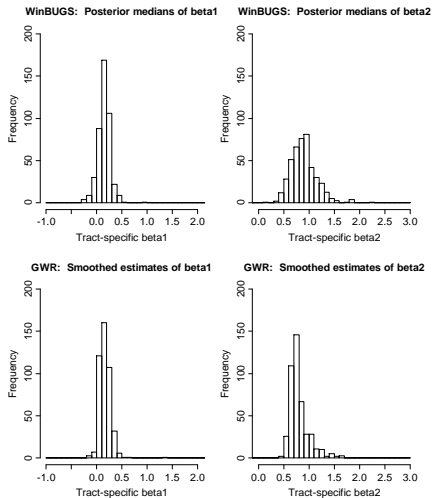 WinBUGS: Posterior medians of beta1
Frequency
200
150
100
50
0
-1.0 0.0 0.5 1.0 1.5 2.0
Tract-specific beta1
WinBUGS: Posterior medians of beta2
Frequency
200
150
100
50
0
0.0 0.5 1.0 1.5 2.0 2.5 3.0
Tract-specific beta2
GWR: Smoothed estimates of beta1
Frequency
200
150
100
50
0
-1.0 0.0 0.5 1.0 1.5 2.0
Tract-specific beta1
GWR: Smoothed estimates of beta2
Frequency
200
150
100
50
0
0.0 0.5 1.0 1.5 2.0 2.5 3.0
Tract-specific beta2